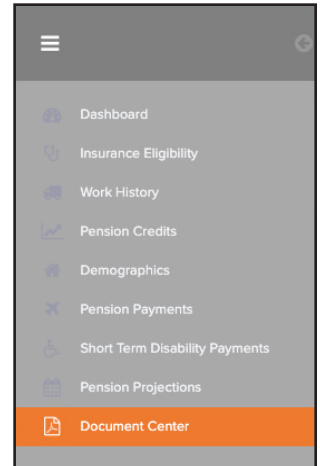 Dashboard
Insurance Eligibility
Work History
Pension Credits
Demographics
Pension Payments
Short Term Disability Payments
Pension Projections
Document Center